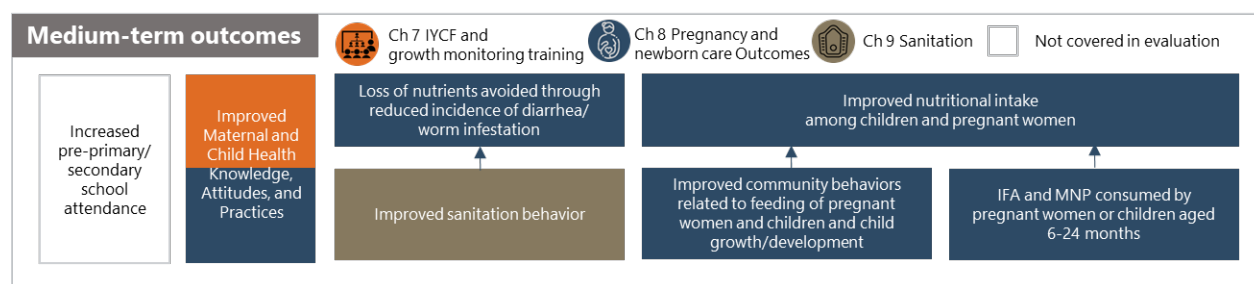 Medium-term outcomes
Ch 7 IYCF and
growth monitoring training
Ch 8 Pregnancy and
newborn care Outcomes
Ch 9 Sanitation
Not covered in evaluation
Increased
pre-primary/
secondary
school
attendance
Improved
Maternal and
Child Health
Knowledge,
Attitudes, and
Practices
Loss of nutrients avoided through
reduced incidence of diarrhea/
worm infestation
Improved nutritional intake
among children and pregnant women
Improved sanitation behavior
Improved community behaviors
related to feeding of pregnant
women and children and child
growth/development
IFA and MNP consumed by
pregnant women or children aged
6-24 months